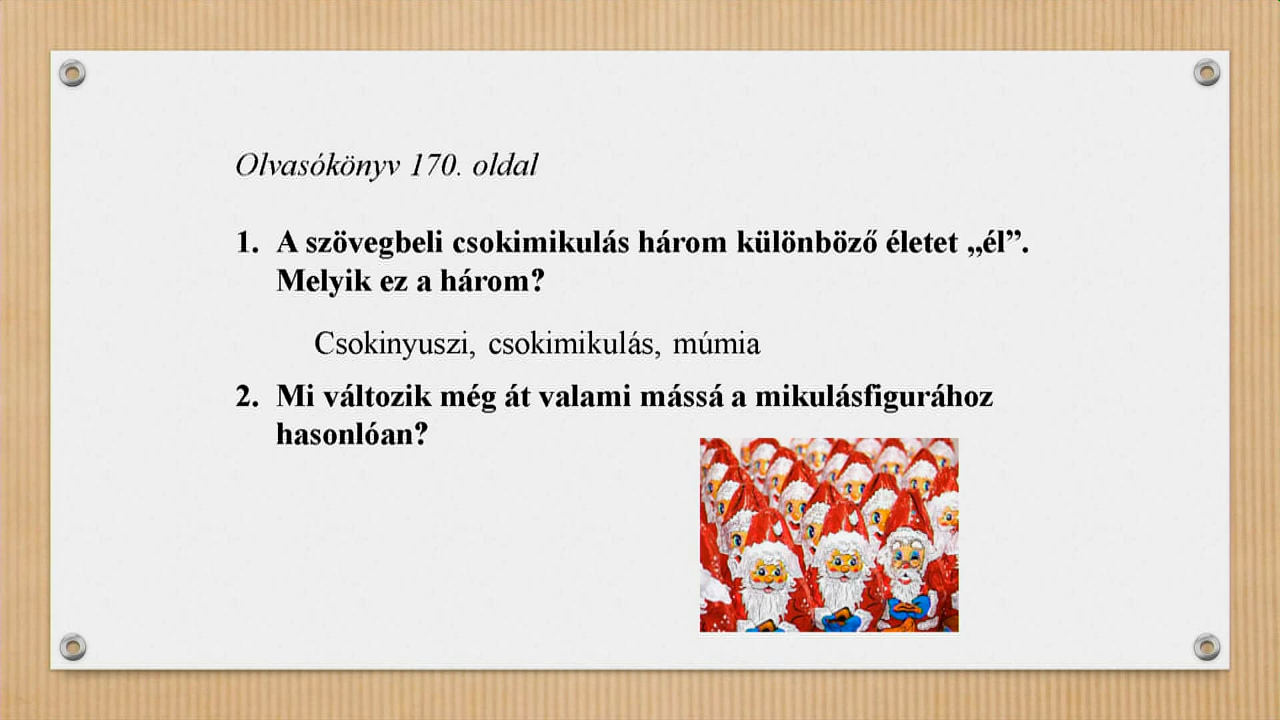 Olvasókönyv 170. oldal
1. A szövegbeli csokimikulás három különböző életet „él”.
Melyik ez a három?
Csokinyuszi, csokimikulás, múmia
2. Mi változik még át valami mássá a mikulásfigurához
hasonlóan?